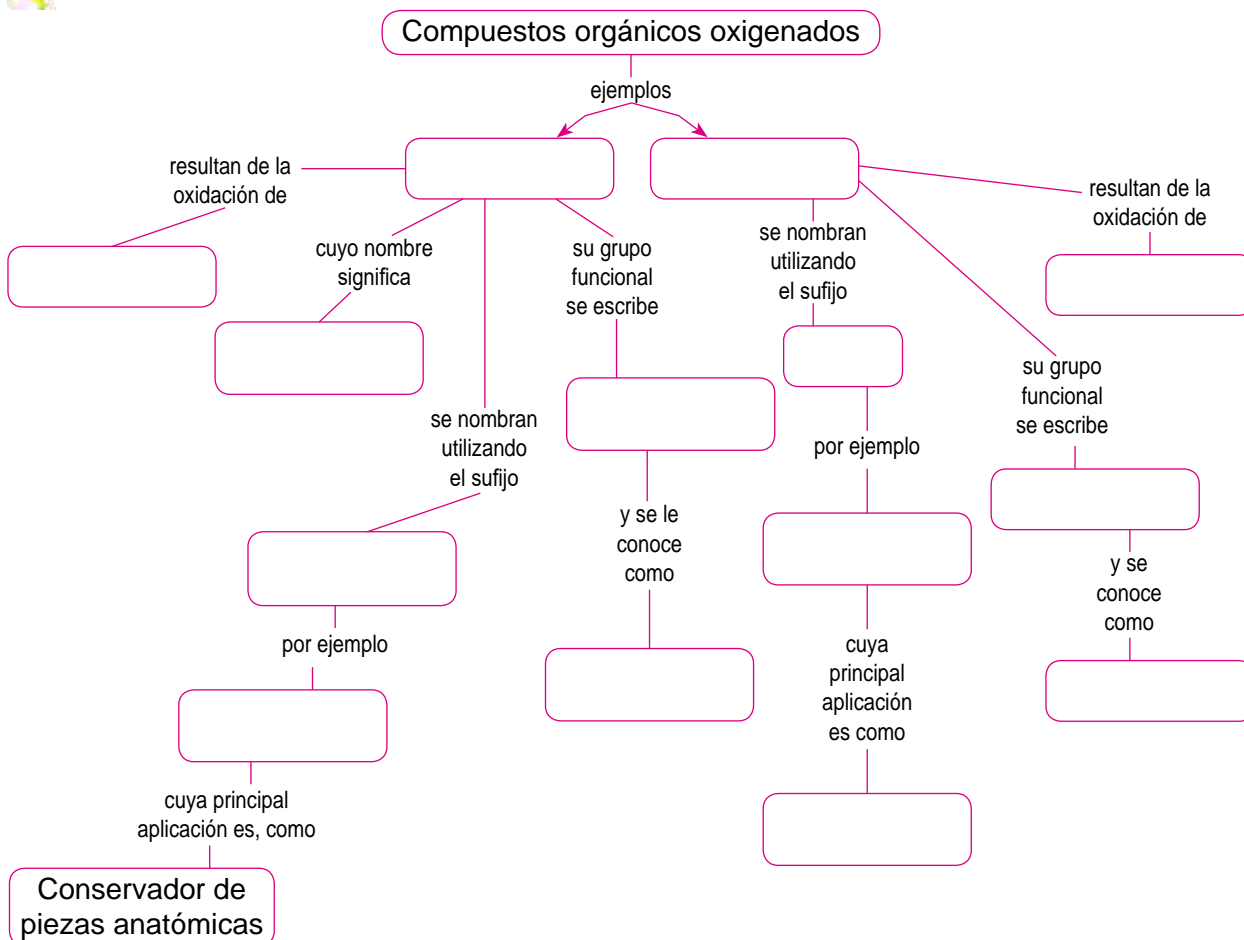 Compuestos orgánicos oxigenados
ejemplos
resultan de la
oxidación de
cuyo nombre
significa
su grupo
funcional
se escribe
se nombran
utilizando
el sufijo
resultan de la
oxidación de
se nombran
utilizando
el sufijo
por ejemplo
su grupo
funcional
se escribe
y se le
conoce
como
y se
conoce
como
por ejemplo
cuya
principal
aplicación
es como
cuya principal
aplicación es, como
Conservador de
piezas anatómicas